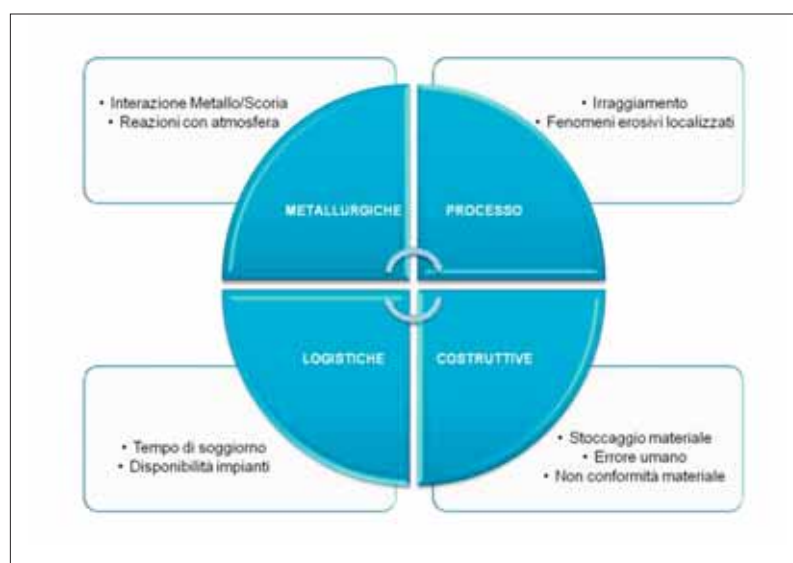 • Interazione Metallo/Scoria
• Reazioni con atmosfera
• Irraggiamento
• Fenomeni erosivi localizzati
METALLURGICHE
PROCESSO
LOGISTICHE
COSTRUTTIVE
• Tempo di soggiorno
• Disponibilità impianti
• Stoccaggio materiale
• Errore umano
• Non conformità materiale